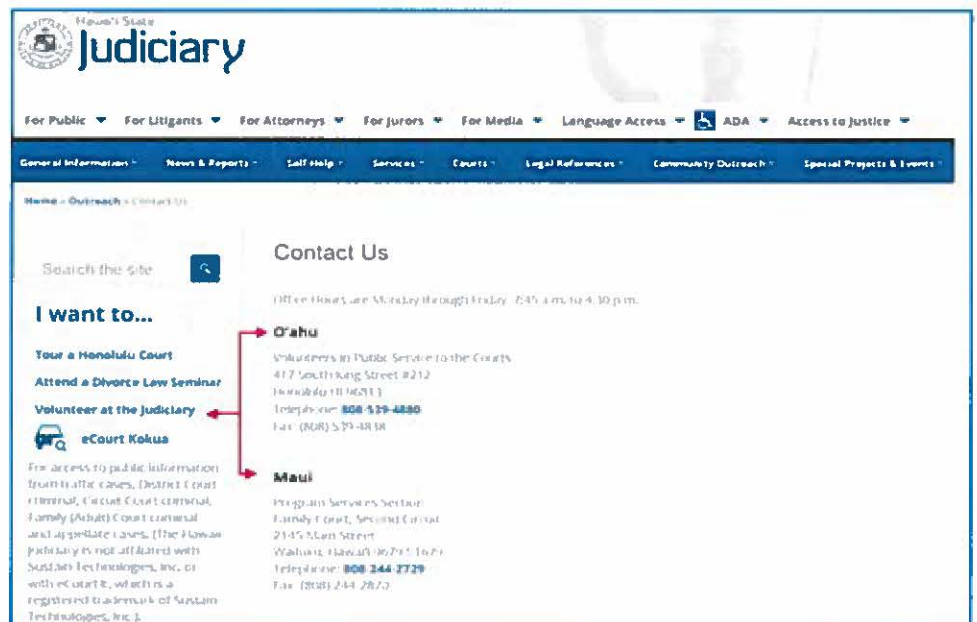 Hawai'i State
Judiciary
For Public For Litigants For Attorneys For Jurors For Media Language Access ADA Access to Justice
General Information News & Reports Self Help Services Courts Legal References Community Outreach Special Projects & Events
Home » Outreach » Contact Us
Search the site
I want to...
Tour a Honolulu Court
Attend a Divorce Law Seminar
Volunteer at the Judiciary
eCourt Kokua
For access to public information
from traffic cases, District Court
criminal, Circuit Court criminal,
Family (Adult) Court criminal
and appellate cases. (The Hawaii
Judiciary is not affiliated with
Sustain Technologies, Inc. or
with eCourt®, which is a
registered trademark of Sustain
Technologies, Inc.).
Contact Us
Office Hours are Monday through Friday, 7:45 a.m. to 4:30 p.m.
O'ahu
Volunteers in Public Service to the Courts
417 South King Street #212
Honolulu HI 96813
Telephone: 808-539-4880
Fax: (808) 539-4838
Maui
Program Services Section
Family Court, Second Circuit
2145 Main Street
Wailuku, Hawai'i 96793-1679
Telephone: 808-244-2729
Fax: (808) 244-2870